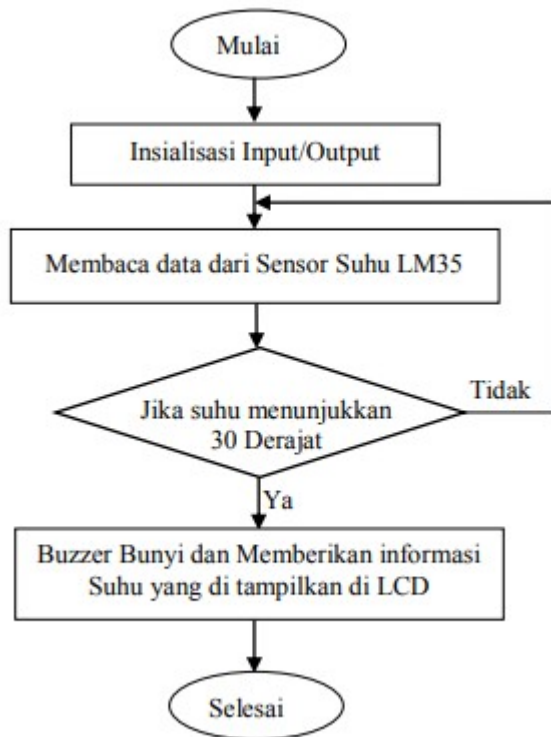 Mulai
Insialisasi Input/Output
Membaca data dari Sensor Suhu LM35
Jika suhu menunjukkan
30 Derajat
Tidak
Ya
Buzzer Bunyi dan Memberikan informasi
Suhu yang di tampilkan di LCD
Selesai